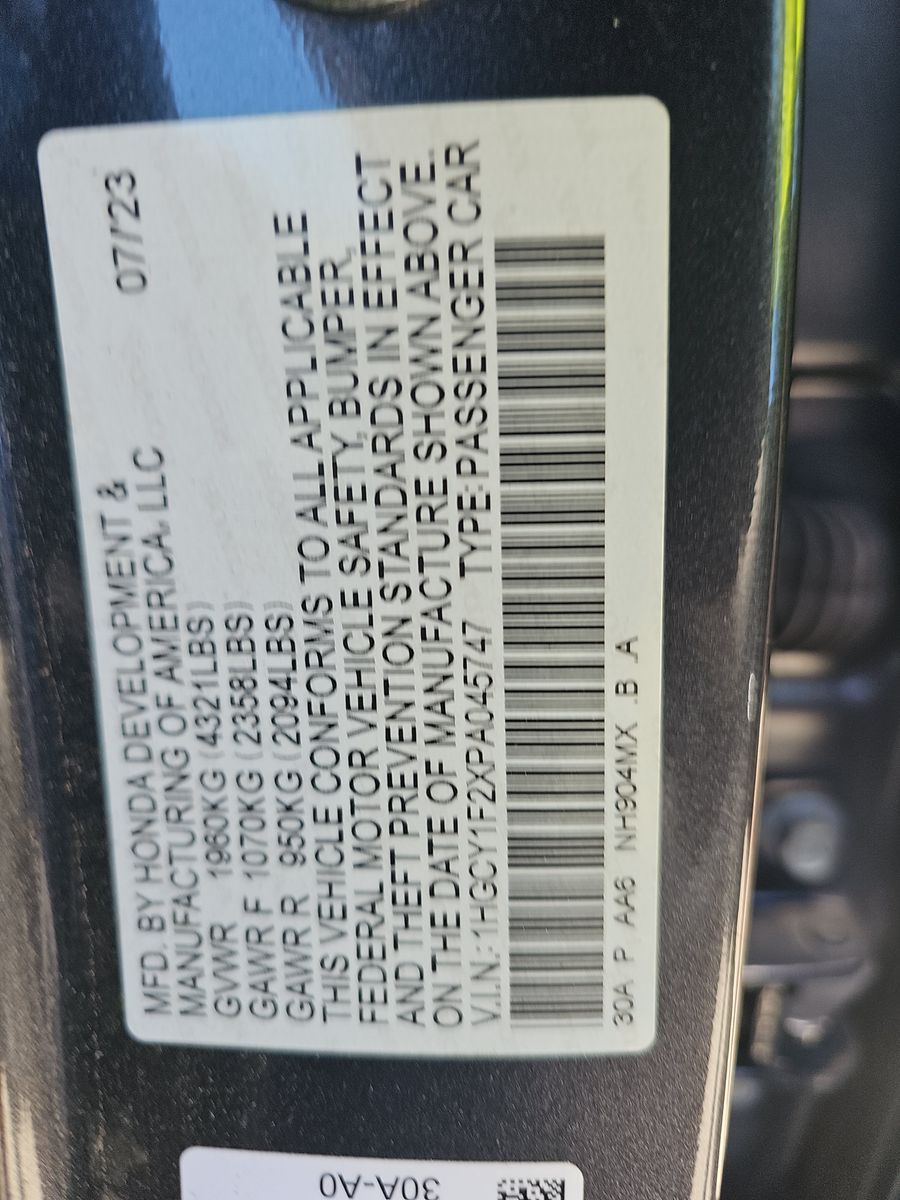 MFD. BY HONDA DEVELOPMENT & 07/'23
MANUFACTURING OF AMERICA, LLC
GVWR 1960KG (4321LBS)
GAWR F 1070KG (2358LBS)
GAWR R 950KG (2094LBS)
THIS VEHICLE CONFORMS TO ALL APPLICABLE
FEDERAL MOTOR VEHICLE SAFETY, BUMPER,
AND THEFT PREVENTION STANDARDS IN EFFECT
ON THE DATE OF MANUFACTURE SHOWN ABOVE.
V.I.N.:1HGCY1F2XPA045747 TYPE:PASSENGER CAR
30A P AA6 NH904MX .B .A
30A-A0